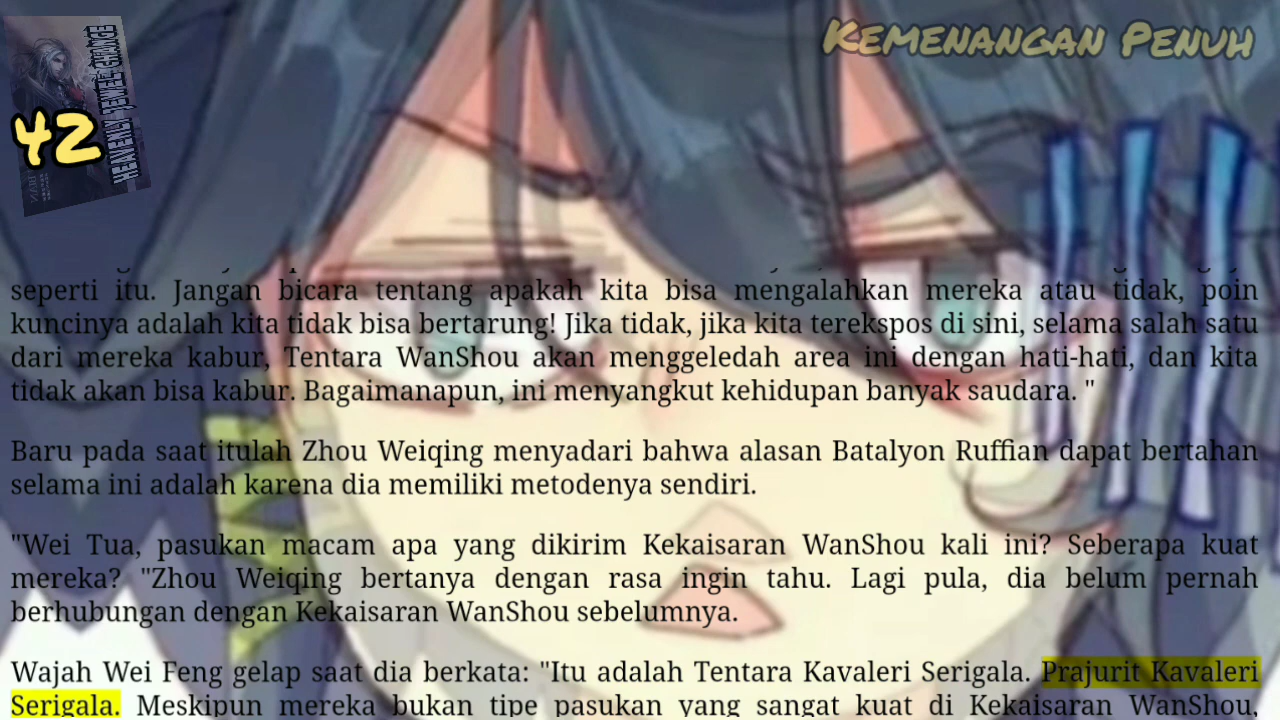 Kemenangan Penuh
HEAVENLY JEWEL CHANGE
42
seperti itu. Jangan bicara tentang apakah kita bisa mengalahkan mereka atau tidak, poin
kuncinya adalah kita tidak bisa bertarung! Jika tidak, jika kita terekspos di sini, selama salah satu
dari mereka kabur, Tentara WanShou akan menggeledah area ini dengan hati-hati, dan kita
tidak akan bisa kabur. Bagaimanapun, ini menyangkut kehidupan banyak saudara. "
Baru pada saat itulah Zhou Weiqing menyadari bahwa alasan Batalyon Ruffian dapat bertahan
selama ini adalah karena dia memiliki metodenya sendiri.
"Wei Tua, pasukan macam apa yang dikirim Kekaisaran WanShou kali ini? Seberapa kuat
mereka? "Zhou Weiqing bertanya dengan rasa ingin tahu. Lagi pula, dia belum pernah
berhubungan dengan Kekaisaran WanShou sebelumnya.
Wajah Wei Feng gelap saat dia berkata: "Itu adalah Tentara Kavaleri Serigala. Prajurit Kavaleri
Serigala. Meskipun mereka bukan tipe pasukan yang sangat kuat di Kekaisaran WanShou,